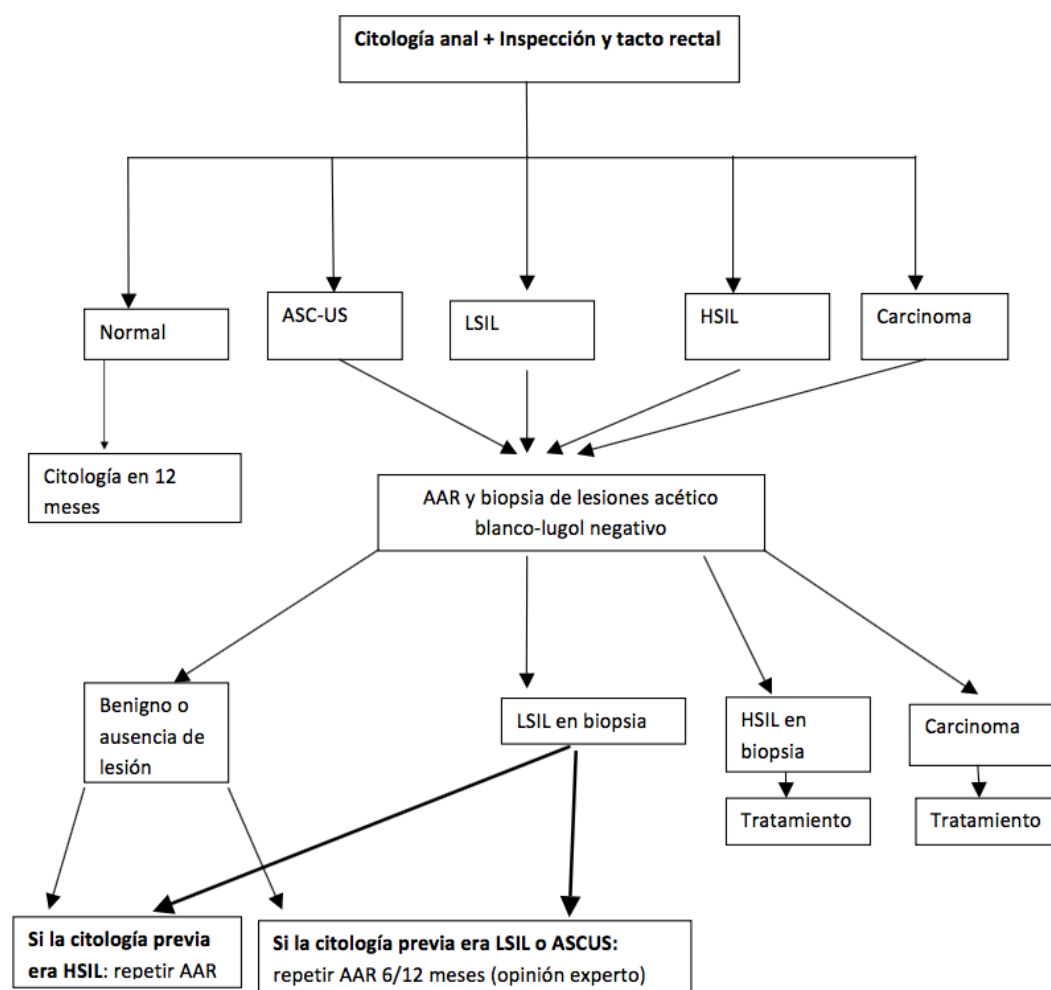 Citología anal + Inspección y tacto rectal
Normal
ASC-US
LSIL
HSIL
Carcinoma
Citología en 12
meses
AAR y biopsia de lesiones acético
blanco-lugol negativo
Benigno o
ausencia de
lesión
LSIL en biopsia
HSIL en
biopsia
Carcinoma
Tratamiento
Tratamiento
Si la citología previa
era HSIL: repetir AAR
Si la citología previa era LSIL o ASCUS:
repetir AAR 6/12 meses (opinión experto)